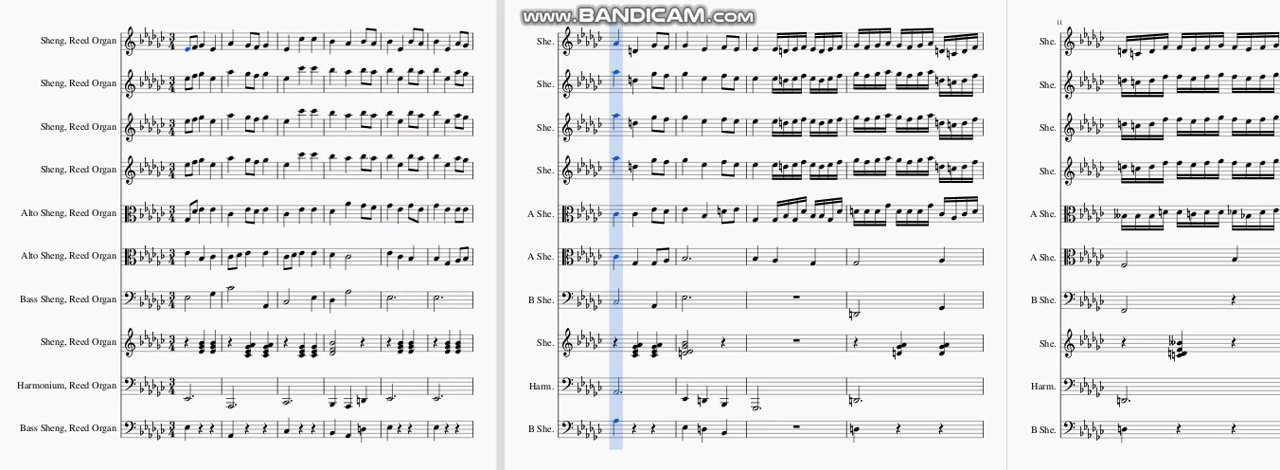 www.BANDICAM.com
Sheng, Reed Organ
Sheng, Reed Organ
Sheng, Reed Organ
Sheng, Reed Organ
Alto Sheng, Reed Organ
Alto Sheng, Reed Organ
Bass Sheng, Reed Organ
Sheng, Reed Organ
Harmonium, Reed Organ
Bass Sheng, Reed Organ
3/4
She.
She.
She.
She.
A She.
A She.
B She.
She.
Harm.
B She.
11
She.
She.
She.
She.
A She.
A She.
B She.
She.
Harm.
B She.